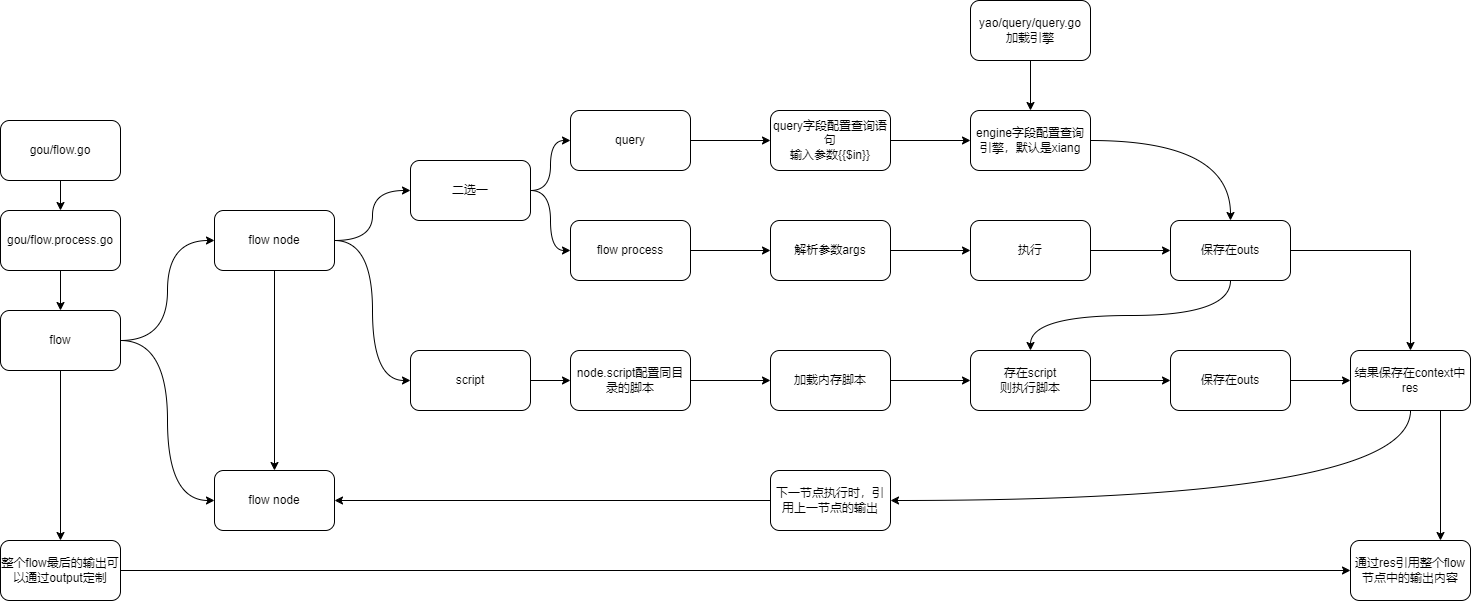 yao/query/query.go
加载引擎
gou/flow.go
gou/flow.process.go
flow
flow node
二选一
query
query字段配置查询语
句
输入参数{{$in}}
engine字段配置查询
引擎，默认是xiang
flow process
解析参数args
执行
保存在outs
script
node.script配置同目
录的脚本
加载内存脚本
存在script
则执行脚本
保存在outs
结果保存在context中
res
flow node
下一节点执行时，引
用上一节点的输出
整个flow最后的输出可
以通过output定制
通过res引用整个flow
节点中的输出内容